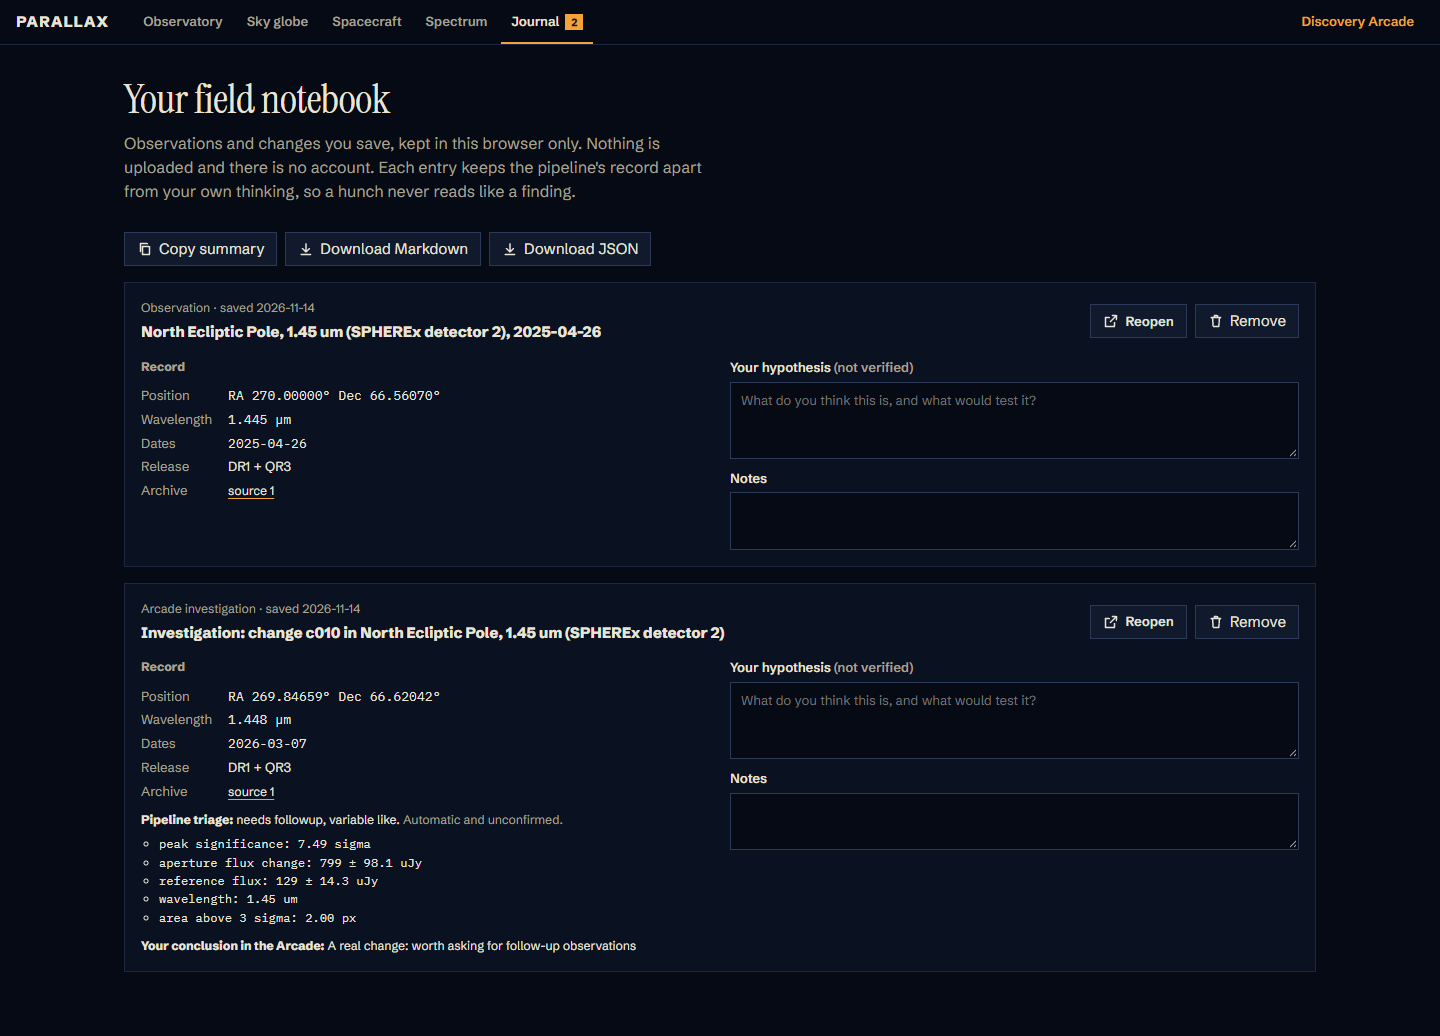 PARALLAX
Observatory
Sky globe
Spacecraft
Spectrum
Journal 2
Discovery Arcade
Your field notebook
Observations and changes you save, kept in this browser only. Nothing is
uploaded and there is no account. Each entry keeps the pipeline's record apart
from your own thinking, so a hunch never reads like a finding.
Copy summary
Download Markdown
Download JSON
Observation · saved 2026-11-14
North Ecliptic Pole, 1.45 um (SPHEREx detector 2), 2025-04-26
Reopen
Remove
Record
Position RA 270.00000° Dec 66.56070°
Wavelength 1.445 µm
Dates 2025-04-26
Release DR1 + QR3
Archive source 1
Your hypothesis (not verified)
What do you think this is, and what would test it?
Notes
Arcade investigation · saved 2026-11-14
Investigation: change c010 in North Ecliptic Pole, 1.45 um (SPHEREx detector 2)
Reopen
Remove
Record
Position RA 269.84659° Dec 66.62042°
Wavelength 1.448 µm
Dates 2026-03-07
Release DR1 + QR3
Archive source 1
Pipeline triage: needs followup, variable like. Automatic and unconfirmed.
peak significance: 7.49 sigma
aperture flux change: 799 ± 98.1 uJy
reference flux: 129 ± 14.3 uJy
wavelength: 1.45 um
area above 3 sigma: 2.00 px
Your conclusion in the Arcade: A real change: worth asking for follow-up observations
Your hypothesis (not verified)
What do you think this is, and what would test it?
Notes